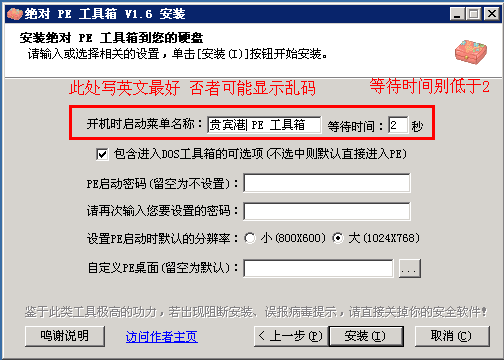 绝对 PE 工具箱 V1.6 安装
安装绝对 PE 工具箱到您的硬盘
请输入或选择相关的设置，单击[安装(I)]按钮开始安装。
此处写英文最好 否者可能显示乱码
等待时间别低于2
开机时启动菜单名称： 贵宾港 PE 工具箱 等待时间： 2 秒
包含进入DOS工具箱的可选项(不选中则默认直接进入PE)
PE启动密码(留空为不设置)：
请再次输入您要设置的密码：
设置PE启动时默认的分辨率： 小(800X600) 大(1024X768)
自定义PE桌面(留空为默认)： ...
鉴于此类工具极高的功力，若出现阻断安装、误报病毒提示，请直接关掉你的安全软件!
鸣谢说明 访问作者主页 < 上一步(P) 安装(I) 取消(C)